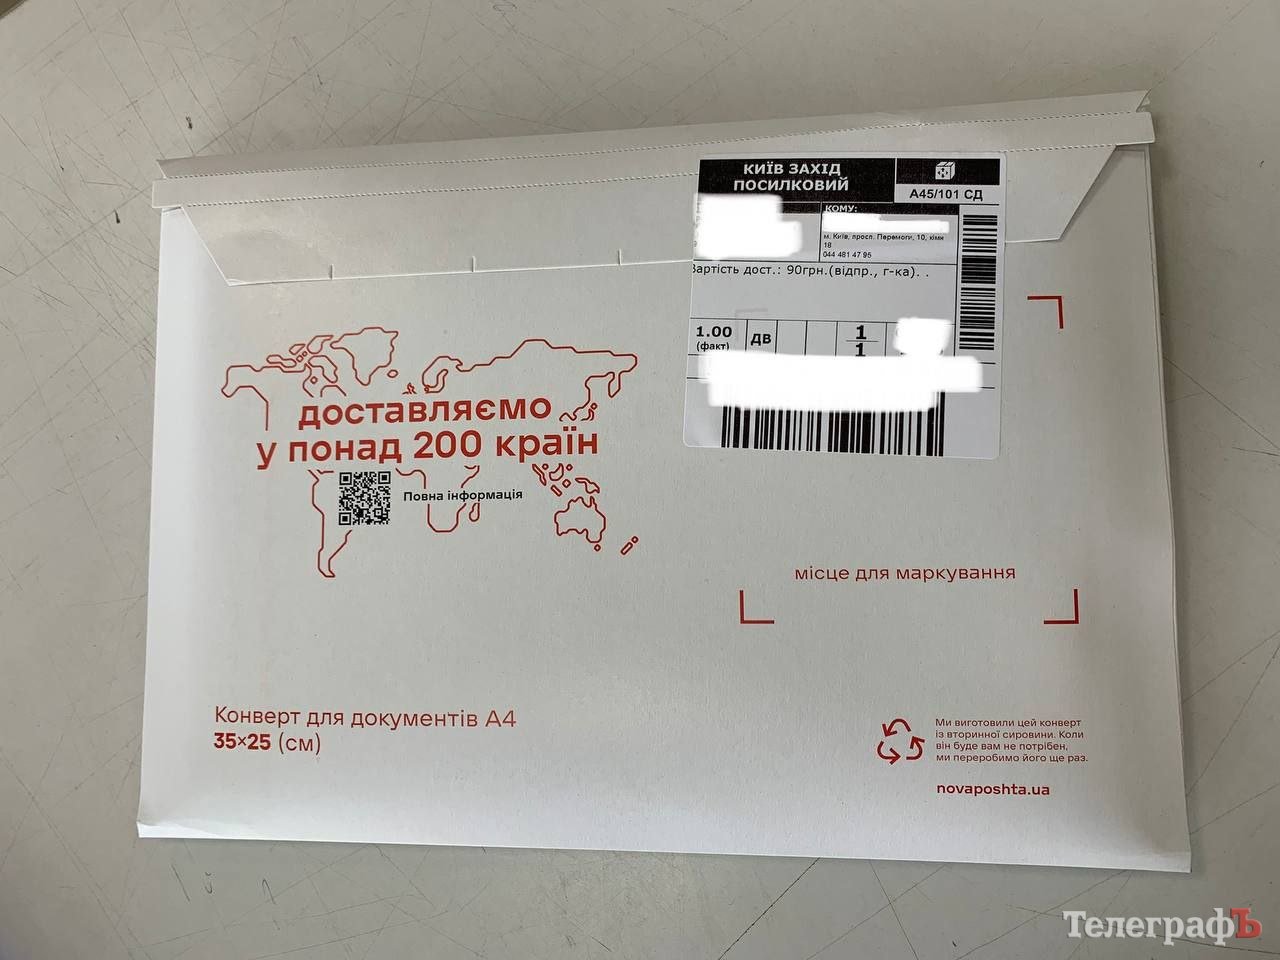 КИЇВ ЗАХІД
ПОСИЛКОВИЙ
А45/101 СД
КОМУ:
м. Київ, просп. Перемоги, 10, кімн
18
044 481 47 95
Вартість дост.: 90грн.(відпр., г-ка). .
1.00
(факт)
ДВ
1
1
доставляємо
у понад 200 країн
Повна інформація
місце для маркування
Конверт для документів А4
35×25 (см)
Ми виготовили цей конверт
із вторинної сировини. Коли
він буде вам не потрібен,
ми переробимо його ще раз.
novaposhta.ua
ТелеграфЪ